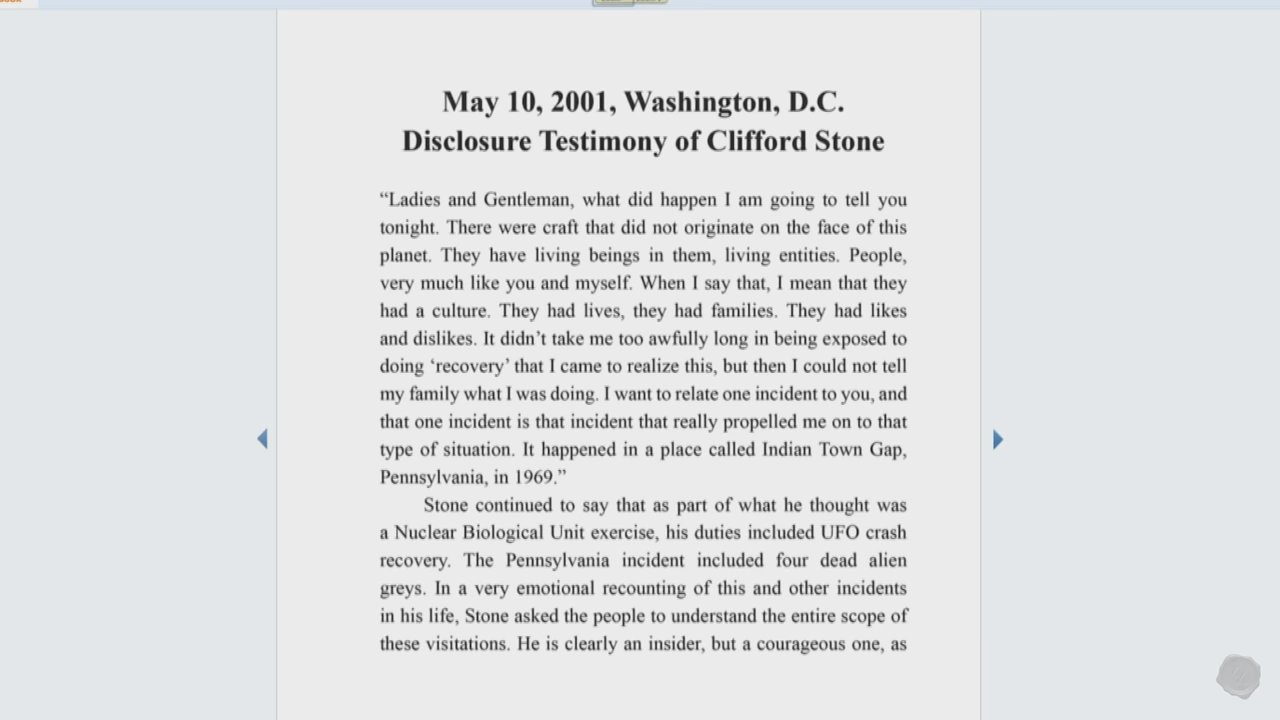 May 10, 2001, Washington, D.C.
Disclosure Testimony of Clifford Stone
“Ladies and Gentleman, what did happen I am going to tell you
tonight. There were craft that did not originate on the face of this
planet. They have living beings in them, living entities. People,
very much like you and myself. When I say that, I mean that they
had a culture. They had lives, they had families. They had likes
and dislikes. It didn’t take me too awfully long in being exposed to
doing ‘recovery’ that I came to realize this, but then I could not tell
my family what I was doing. I want to relate one incident to you, and
that one incident is that incident that really propelled me on to that
type of situation. It happened in a place called Indian Town Gap,
Pennsylvania, in 1969.”
Stone continued to say that as part of what he thought was
a Nuclear Biological Unit exercise, his duties included UFO crash
recovery. The Pennsylvania incident included four dead alien
greys. In a very emotional recounting of this and other incidents
in his life, Stone asked the people to understand the entire scope of
these visitations. He is clearly an insider, but a courageous one, as